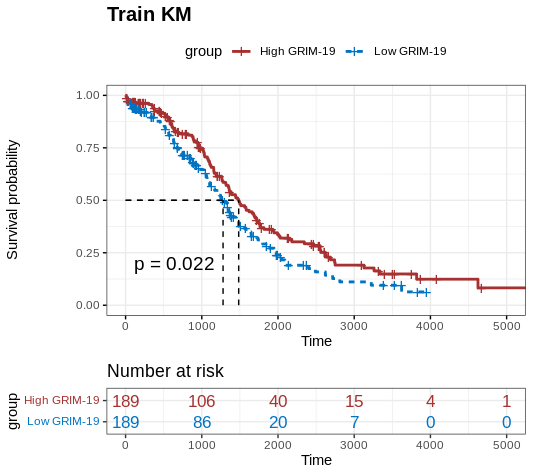 Train KM
group High GRIM-19 Low GRIM-19
Survival probability
1.00
0.75
0.50
0.25
0.00
p = 0.022
0 1000 2000 3000 4000 5000
Time
Number at risk
group
High GRIM-19 189 106 40 15 4 1
Low GRIM-19 189 86 20 7 0 0
0 1000 2000 3000 4000 5000
Time